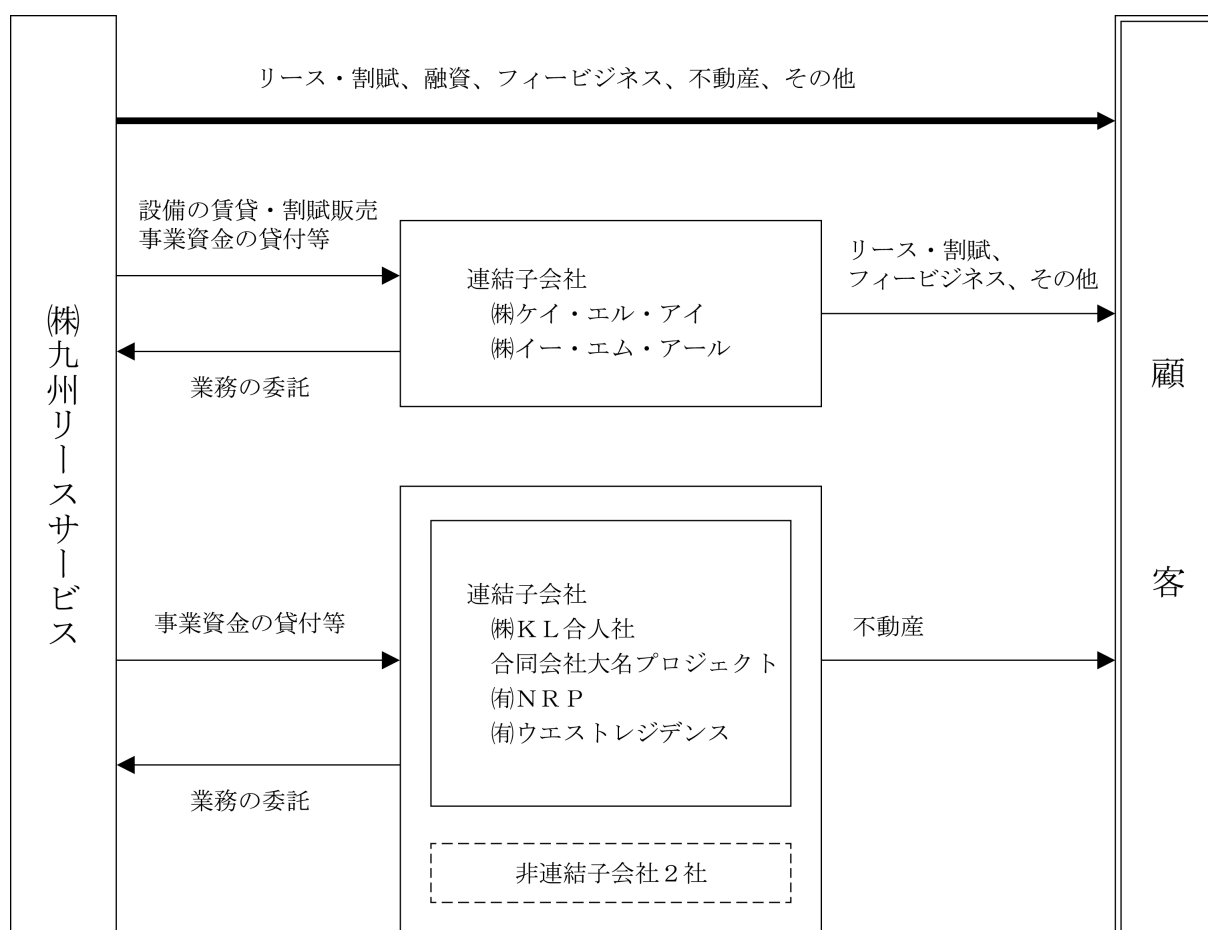 リース・割賦、融資、フィービジネス、不動産、その他
㈱九州リースサービス
設備の賃貸・割賦販売
事業資金の貸付等
連結子会社
㈱ケイ・エル・アイ
㈱イー・エム・アール
リース・割賦、
フィービジネス、その他
業務の委託
顧客
連結子会社
㈱ＫＬ合人社
合同会社大名プロジェクト
㈲ＮＲＰ
㈲ウエストレジデンス
事業資金の貸付等
不動産
業務の委託
非連結子会社２社